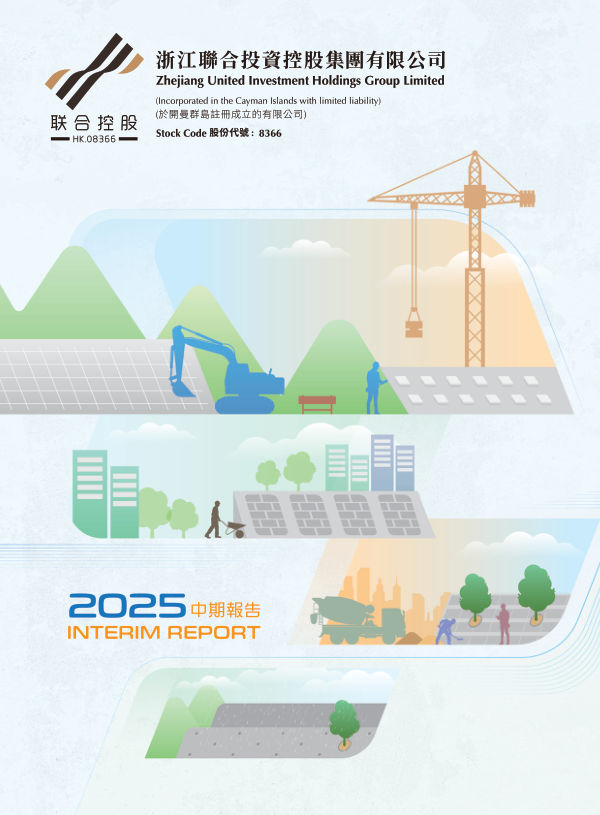 浙江聯合投資控股集團有限公司
Zhejiang United Investment Holdings Group Limited
(Incorporated in the Cayman Islands with limited liability)
(於開曼群島註冊成立的有限公司)
Stock Code 股份代號: 8366
联合控股
HK.08366
2025 中期報告
INTERIM REPORT